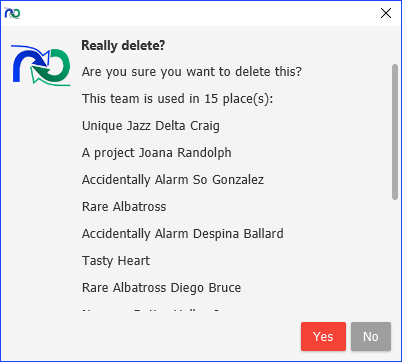 Really delete?
Are you sure you want to delete this?
This team is used in 15 place(s):
Unique Jazz Delta Craig
A project Joana Randolph
Accidentally Alarm So Gonzalez
Rare Albatross
Accidentally Alarm Despina Ballard
Tasty Heart
Rare Albatross Diego Bruce
Yes No